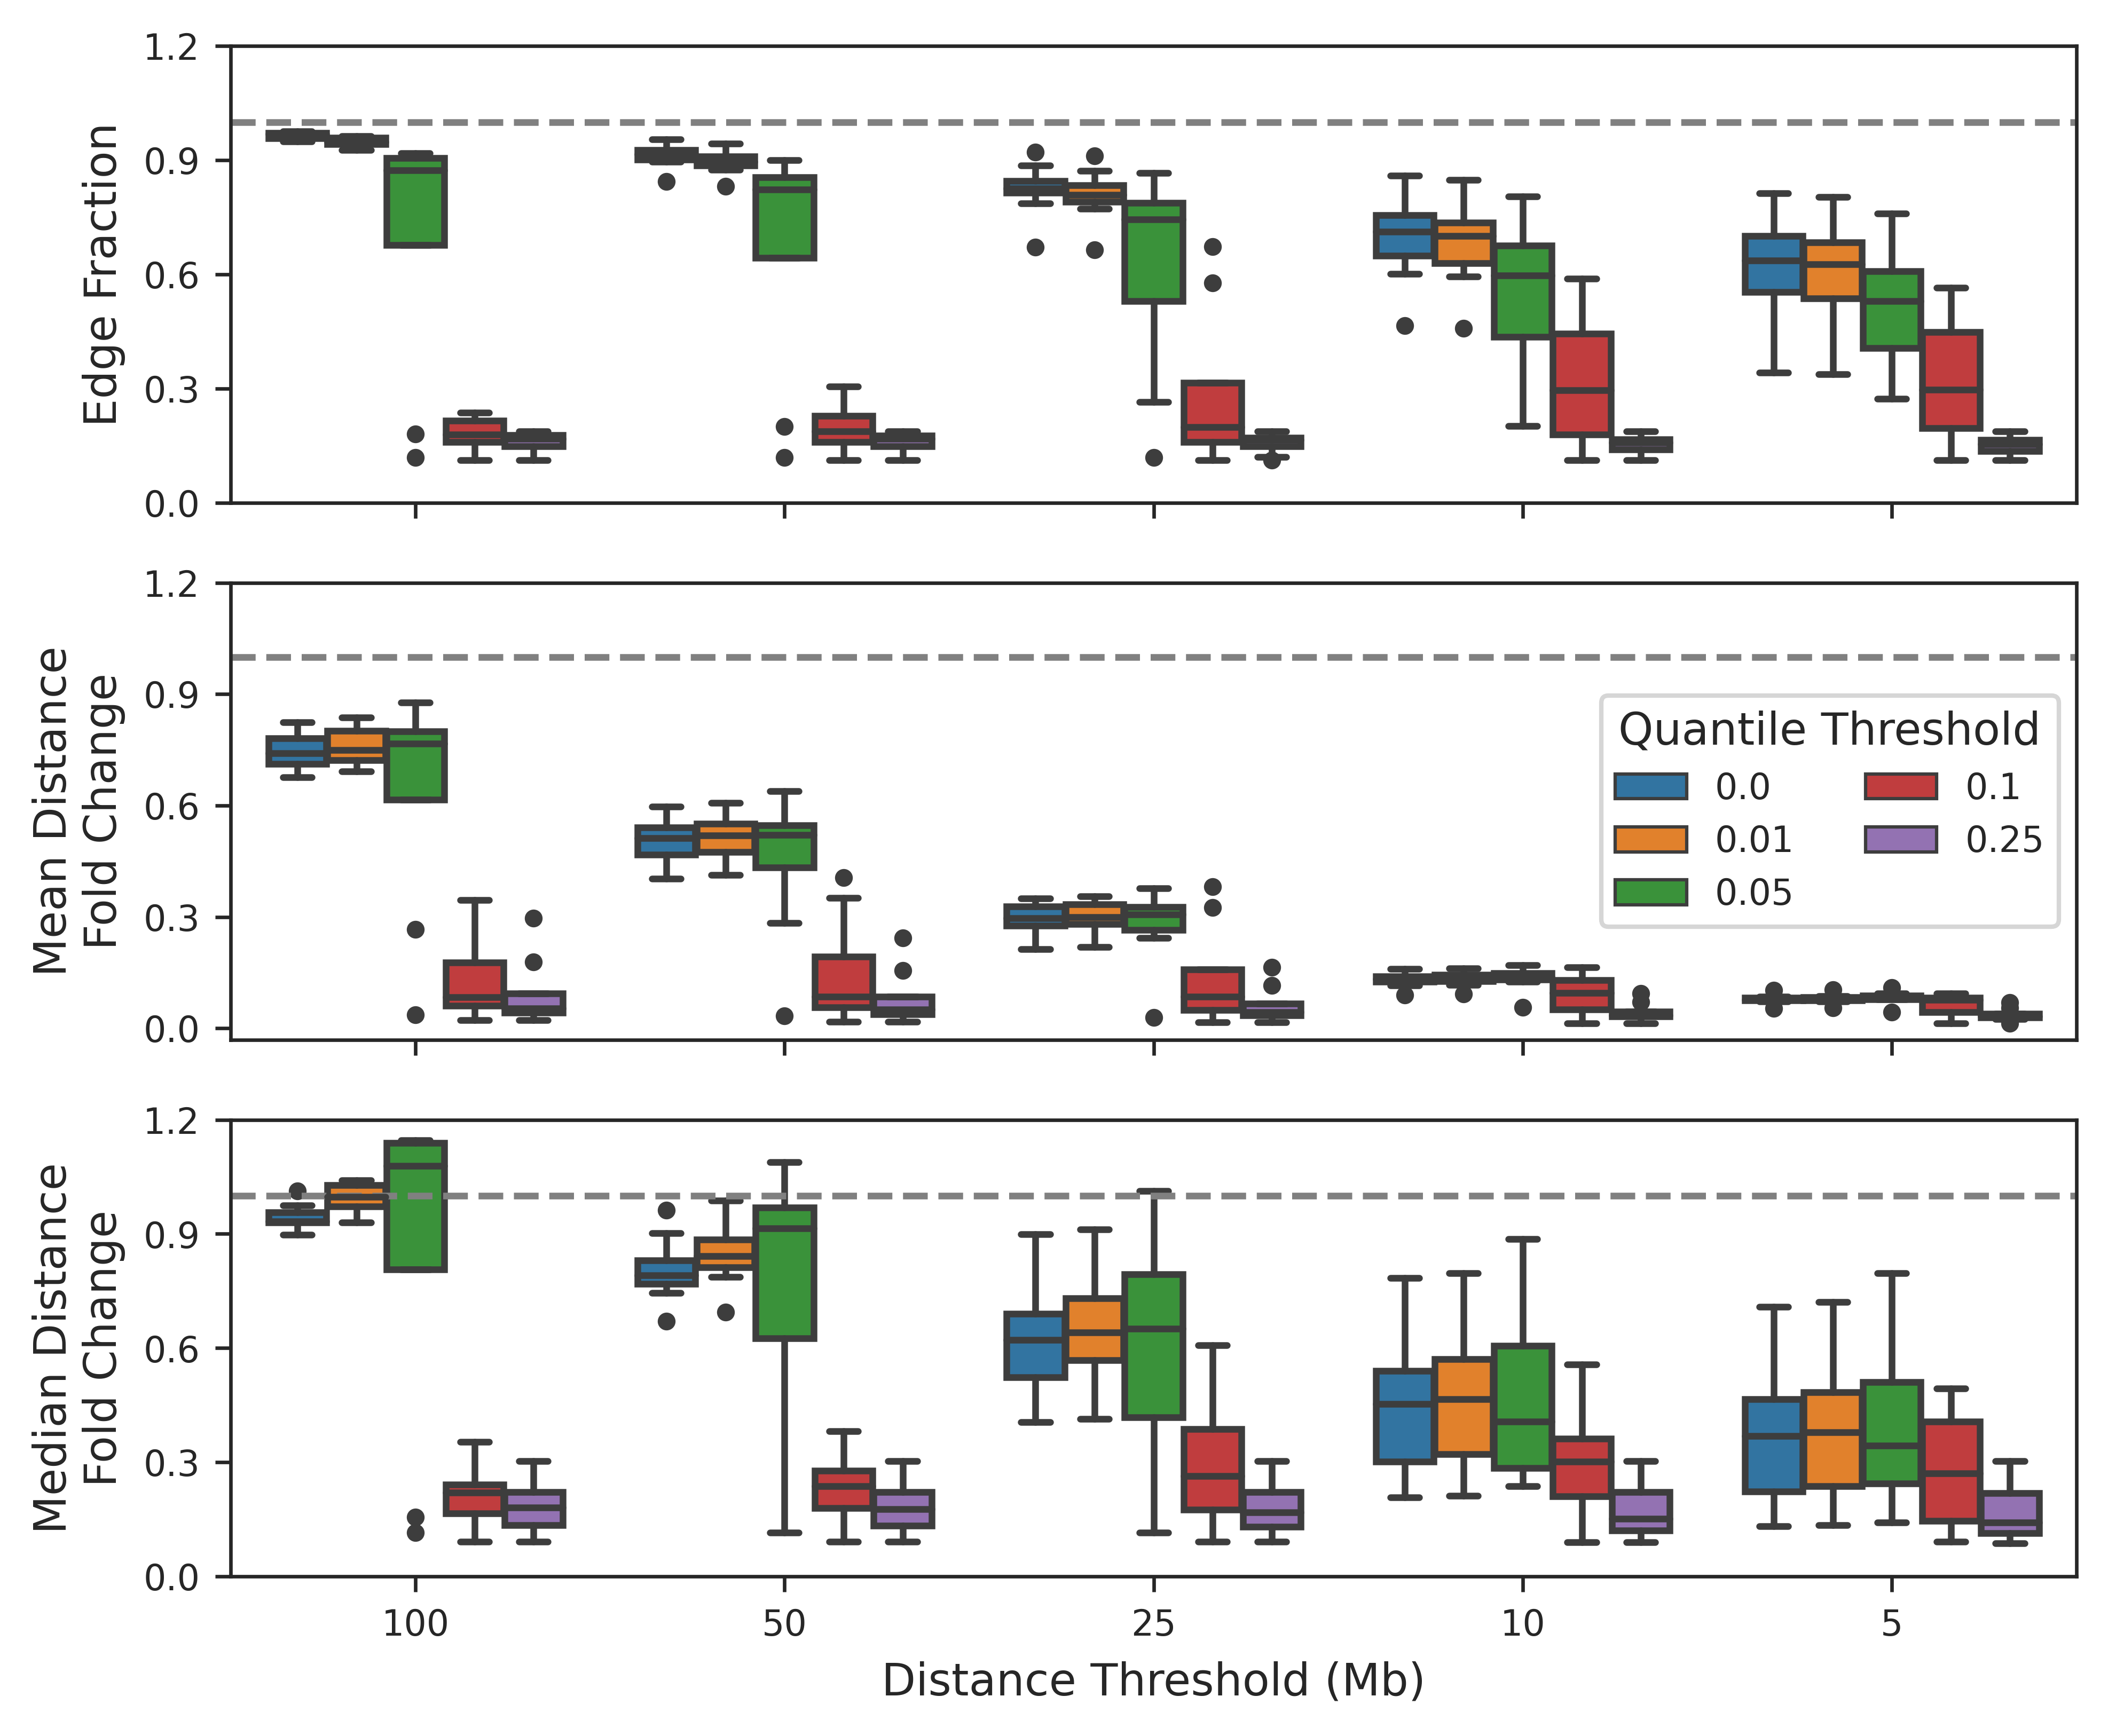 1.2
0.9
0.6
0.3
0.0
Edge Fraction
1.2
0.9
0.6
0.3
0.0
Mean Distance
Fold Change
Quantile Threshold
0.0
0.01
0.05
0.1
0.25
1.2
0.9
0.6
0.3
0.0
Median Distance
Fold Change
100 50 25 10 5
Distance Threshold (Mb)